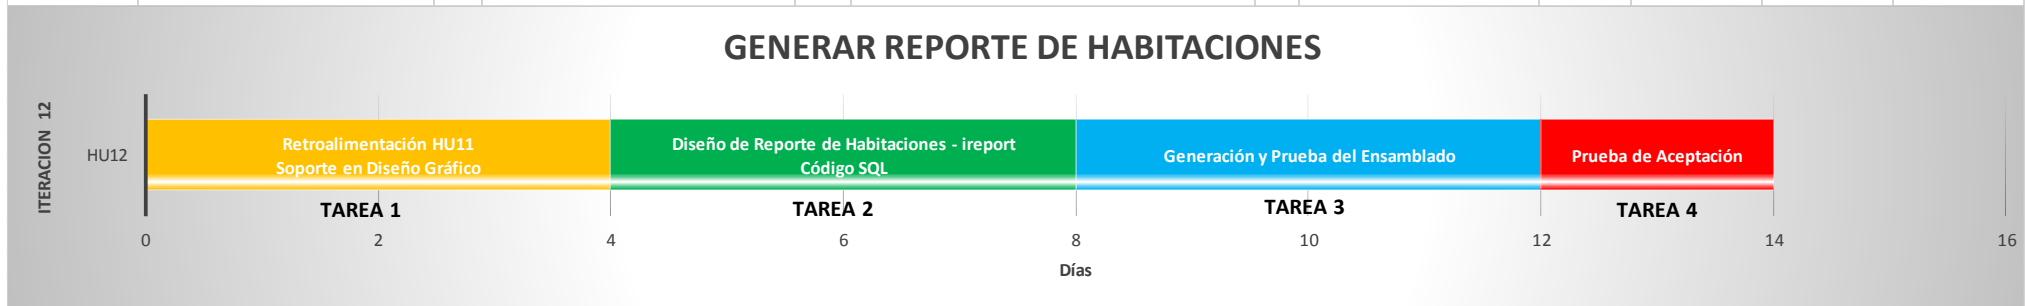 GENERAR REPORTE DE HABITACIONES
ITERACION 12
HU12
Retroalimentación HU11
Soporte en Diseño Gráfico
Diseño de Reporte de Habitaciones - ireport
Código SQL
Generación y Prueba del Ensamblado
Prueba de Aceptación
TAREA 1
TAREA 2
TAREA 3
TAREA 4
0 2 4 6 8 10 12 14 16
Días